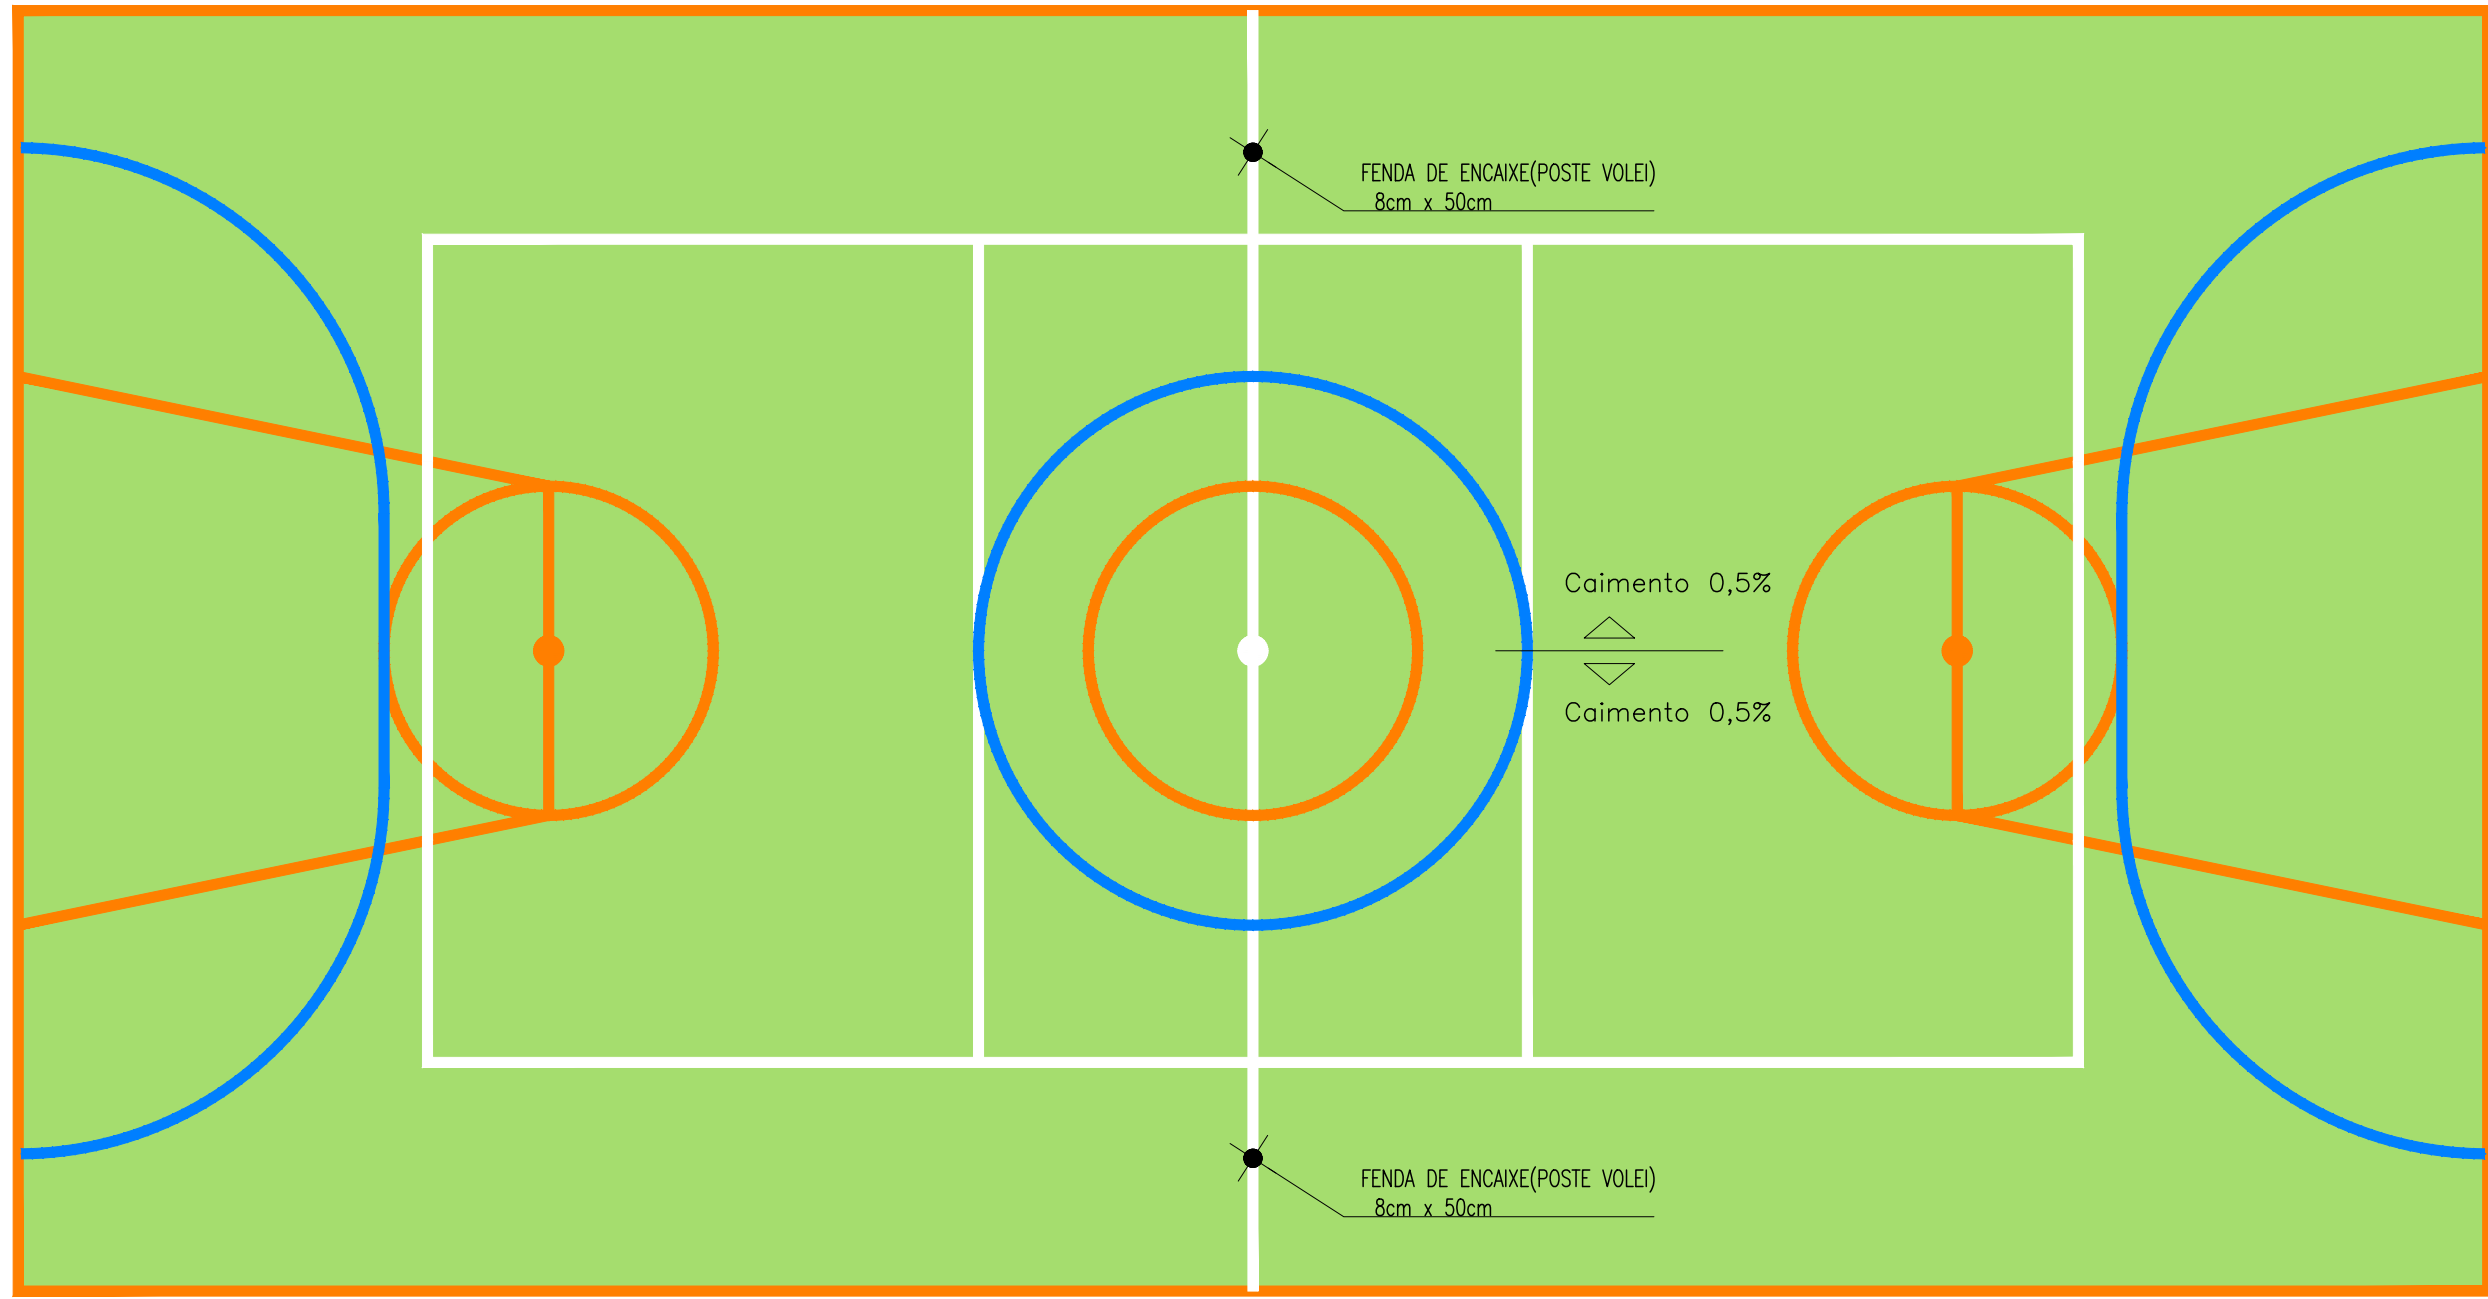 FENDA DE ENCAIXE(POSTE VOLEI)
8cm x 50cm
Caimento 0,5%
Caimento 0,5%
FENDA DE ENCAIXE(POSTE VOLEI)
8cm x 50cm